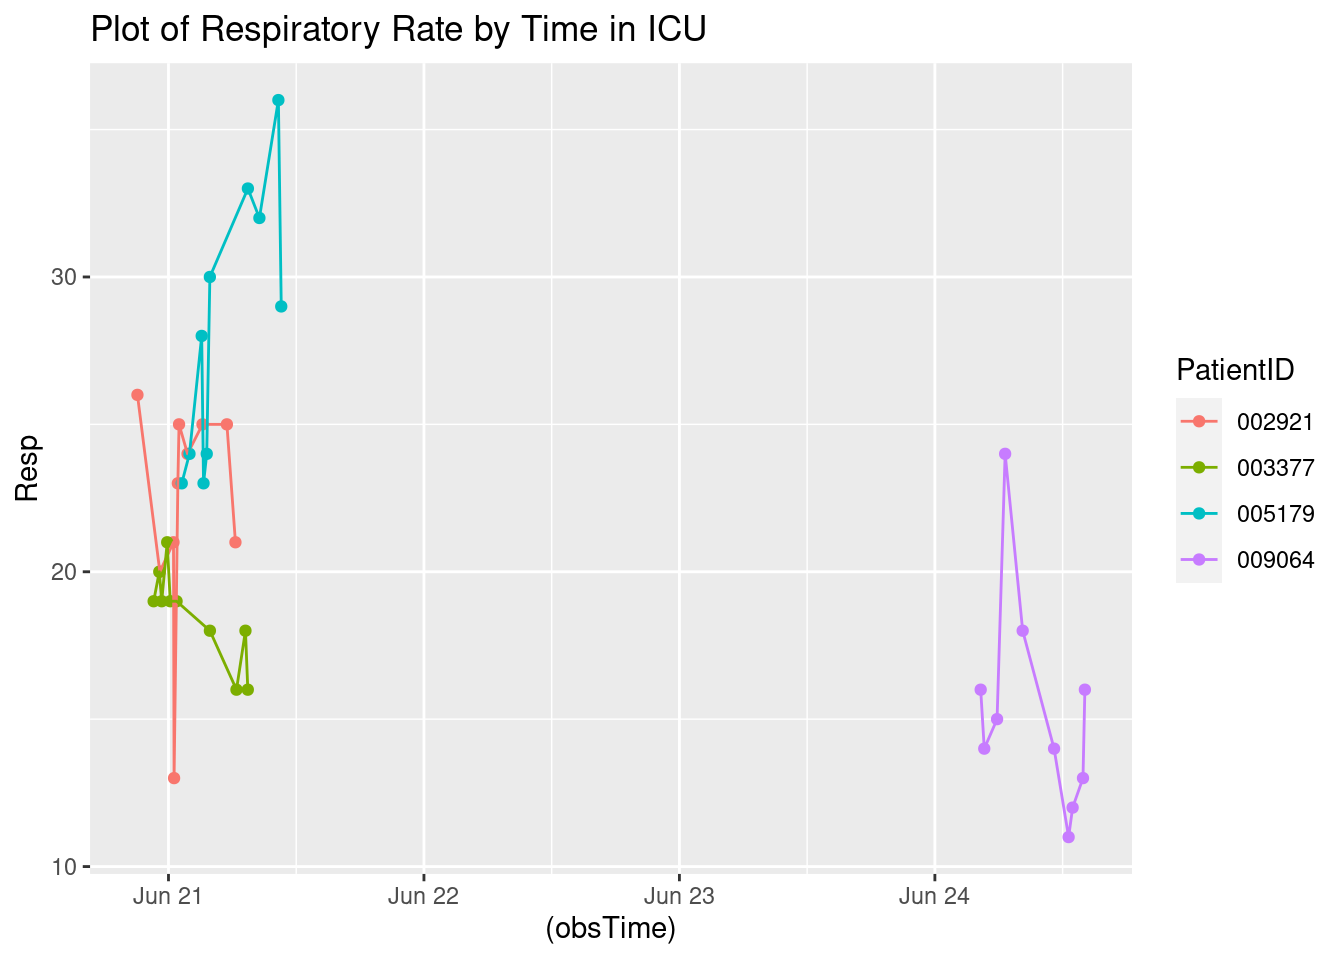 Plot of Respiratory Rate by Time in ICU
Resp
30
20
10
Jun 21 Jun 22 Jun 23 Jun 24
(obsTime)
PatientID
002921
003377
005179
009064